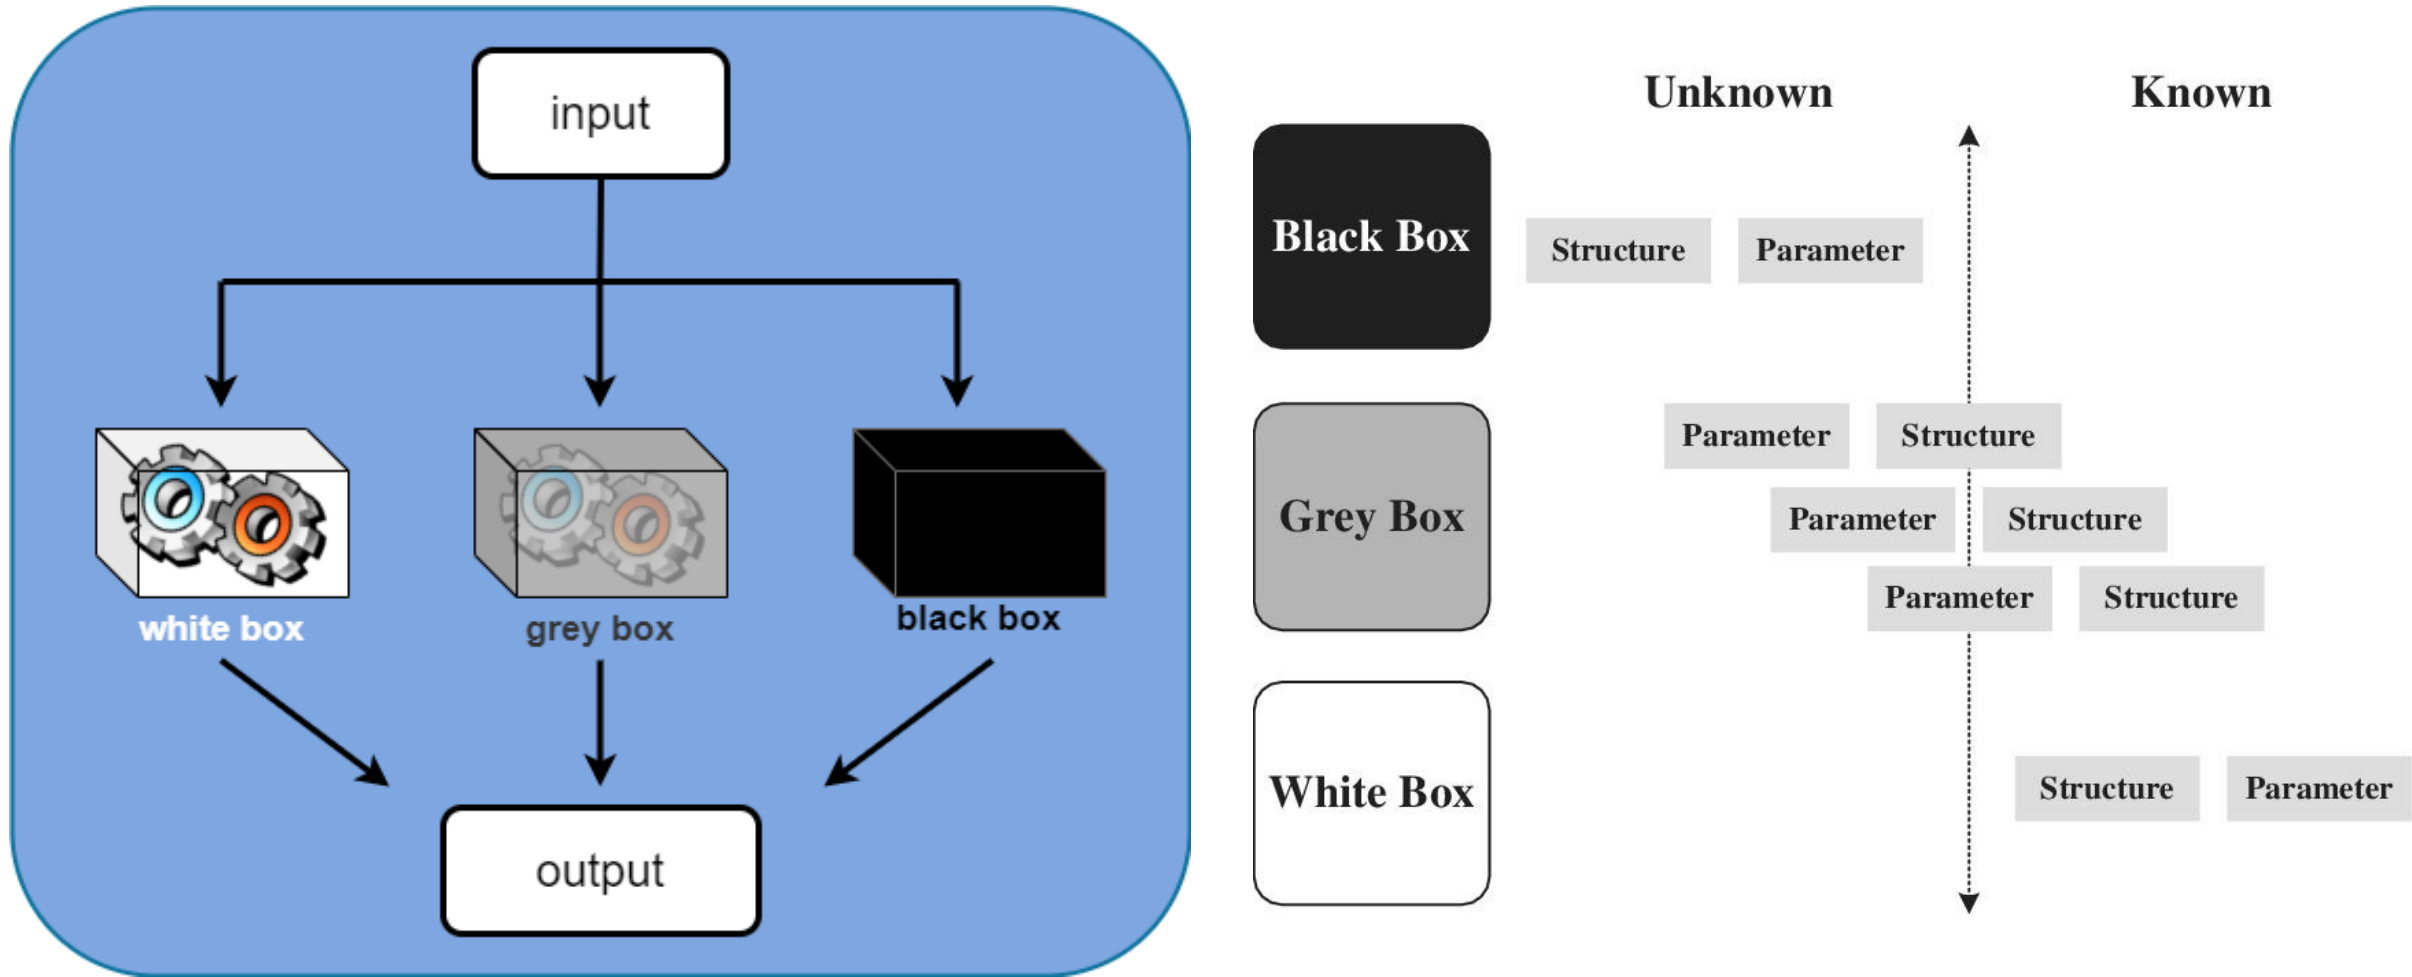 input
white box
grey box
black box
output
Unknown Known
Black Box
Structure Parameter
Grey Box
Parameter Structure
Parameter Structure
Parameter Structure
White Box
Structure Parameter